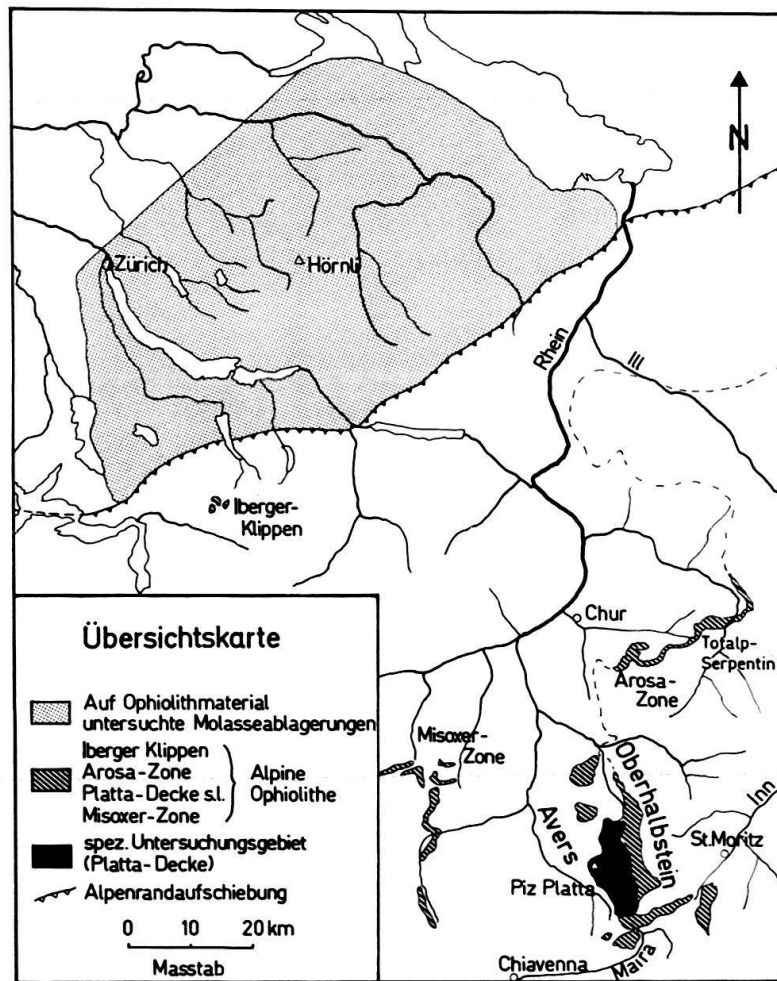 N
Zürich
Hörnli
Rhein
Ill
Iberger-
Klippen
Chur
Totalp-
Serpentin
Arosa-
Zone
Misoxer-
Zone
Oberhalbstein
Avers
Inn
St.Moritz
Piz Platta
Maira
Chiavenna
Übersichtskarte
Auf Ophiolithmaterial
untersuchte Molasseablagerungen
Iberger Klippen
Arosa-Zone
Platta-Decke s.l.
Misoxer-Zone
Alpine
Ophiolithe
spez. Untersuchungsgebiet
(Platta-Decke)
Alpenrandaufschiebung
0 10 20 km
Masstab